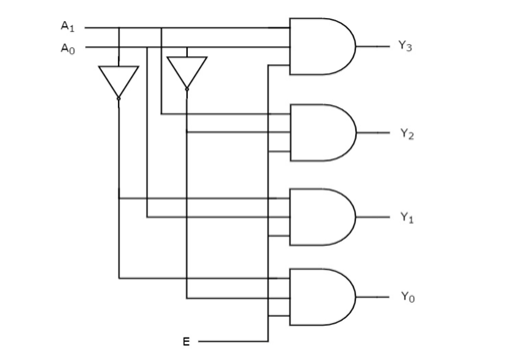 A₁
A₀
Y₃
Y₂
Y₁
Y₀
E